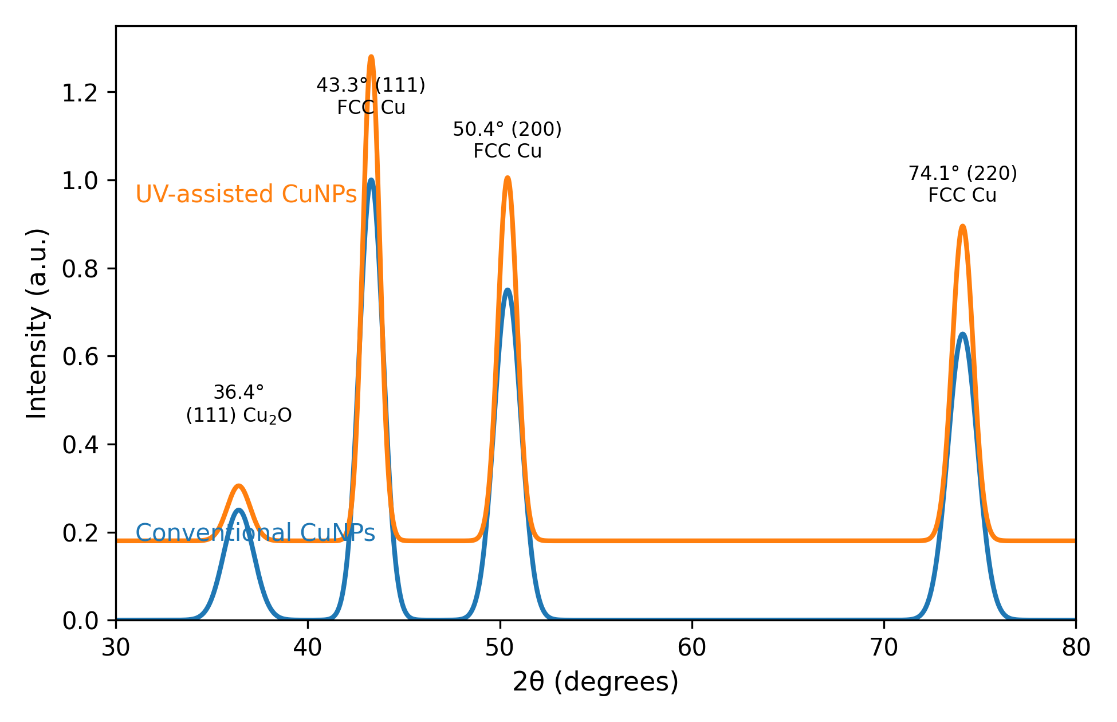 43.3° (111)
FCC Cu
50.4° (200)
FCC Cu
74.1° (220)
FCC Cu
UV-assisted CuNPs
36.4°
(111) Cu₂O
Conventional CuNPs
Intensity (a.u.)
1.2
1.0
0.8
0.6
0.4
0.2
0.0
30
40
50
60
70
80
2θ (degrees)